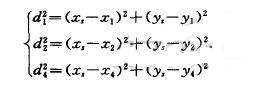 d₁²=(xₛ-x₁)²+(yₛ-y₁)²
d₂²=(xₛ-x₂)²+(yₛ-y₂)².
d₄²=(xₛ-x₄)²+(yₛ-y₄)²